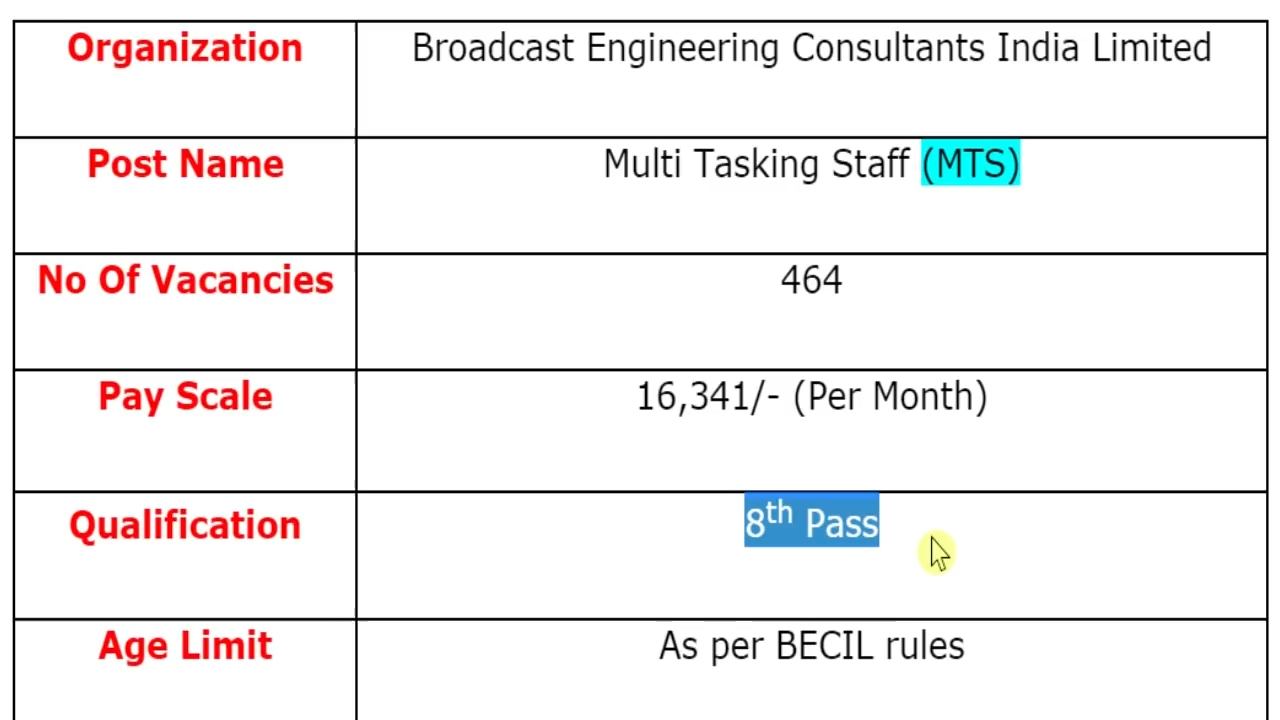 Organization Broadcast Engineering Consultants India Limited
Post Name Multi Tasking Staff (MTS)
No Of Vacancies 464
Pay Scale 16,341/- (Per Month)
Qualification 8th Pass
Age Limit As per BECIL rules